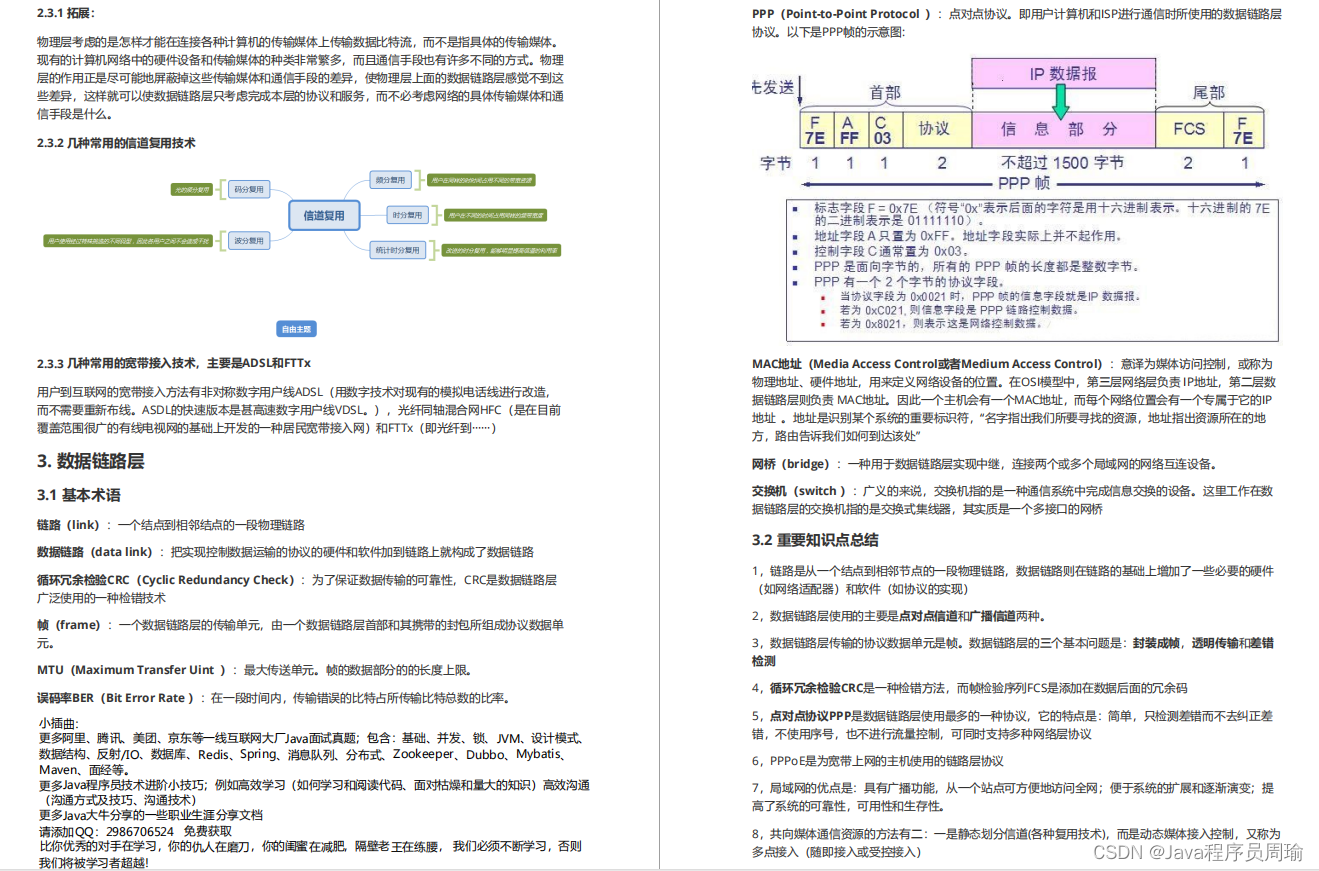 2.3.1 拓展：
物理层考虑的是怎样才能在连接各种计算机的传输媒体上传输数据比特流，而不是指具体的传输媒体。
现有的计算机网络中的硬件设备和传输媒体的种类非常繁多，而且通信手段也有许多不同的方式。物理
层的作用正是尽可能地屏蔽掉这些传输媒体和通信手段的差异，使物理层上面的数据链路层感觉不到这
些差异，这样就可以使数据链路层只考虑完成本层的协议和服务，而不必考虑网络的具体传输媒体和通
信手段是什么。
2.3.2 几种常用的信道复用技术
码分复用
波分复用
信道复用
频分复用
时分复用
统计时分复用
自由主题
2.3.3 几种常用的宽带接入技术，主要是ADSL和FTTx
用户到互联网的宽带接入方法有非对称数字用户线ADSL（用数字技术对现有的模拟电话线进行改造，
而不需要重新布线。ASDL的快速版本是甚高速数字用户线VDSL。），光纤同轴混合网HFC（是在目前
覆盖范围很广的有线电视网的基础上开发的一种居民宽带接入网）和FTTx（即光纤到······）
3. 数据链路层
3.1 基本术语
链路（link）：一个结点到相邻结点的一段物理链路
数据链路（data link）：把实现控制数据运输的协议的硬件和软件加到链路上就构成了数据链路
循环冗余检验CRC（Cyclic Redundancy Check）：为了保证数据传输的可靠性，CRC是数据链路层
广泛使用的一种检错技术
帧（frame）：一个数据链路层的传输单元，由一个数据链路层首部和其携带的封包所组成协议数据单
元。
MTU（Maximum Transfer Uint ）：最大传送单元。帧的数据部分的的长度上限。
误码率BER（Bit Error Rate ）：在一段时间内，传输错误的比特占所传输比特总数的比率。
小插曲：
更多阿里、腾讯、美团、京东等一线互联网大厂Java面试真题；包含：基础、并发、锁、JVM、设计模式、
数据结构、反射/IO、数据库、Redis、Spring、消息队列、分布式、Zookeeper、Dubbo、Mybatis、
Maven、面经等。
更多Java程序员技术进阶小技巧；例如高效学习（如何学习和阅读代码、面对枯燥和量大的知识）高效沟通
（沟通方式及技巧、沟通技术）
更多Java大牛分享的一些职业生涯分享文档
请添加QQ：2986706524 免费获取
比你优秀的对手在学习，你的仇人在磨刀，你的闺蜜在减肥，隔壁老王在练腰， 我们必须不断学习，否则
我们将被学习者超越！
PPP（Point-to-Point Protocol ）：点对点协议。即用户计算机和ISP进行通信时所使用的数据链路层
协议。以下是PPP帧的示意图：
IP 数据报
先发送
首部
尾部
F 7E
A FF
C 03
协议
信 息 部 分
FCS
F 7E
字节 1 1 1 2 不超过 1500 字节 2 1
PPP 帧
标志字段 F = 0x7E （符号“0x”表示后面的字符是用十六进制表示。十六进制的 7E
的二进制表示是 01111110）。
地址字段 A 只置为 0xFF。地址字段实际上并不起作用。
控制字段 C 通常置为 0x03。
PPP 是面向字节的，所有的 PPP 帧的长度都是整数字节。
PPP 有一个 2 个字节的协议字段。
当协议字段为 0x0021 时，PPP 帧的信息字段就是IP 数据报。
若为 0xC021, 则信息字段是 PPP 链路控制数据。
若为 0x8021，则表示这是网络控制数据。
MAC地址（Media Access Control或者Medium Access Control）：意译为媒体访问控制，或称为
物理地址、硬件地址，用来定义网络设备的位置。在OSI模型中，第三层网络层负责 IP地址，第二层数
据链路层则负责 MAC地址。因此一个主机会有一个MAC地址，而每个网络位置会有一个专属于它的IP
地址 。地址是识别某个系统的重要标识符，“名字指出我们所要寻找的资源，地址指出资源所在的地
方，路由告诉我们如何到达该处”
网桥（bridge）：一种用于数据链路层实现中继，连接两个或多个局域网的网络互连设备。
交换机（switch ）：广义的来说，交换机指的是一种通信系统中完成信息交换的设备。这里工作在数
据链路层的交换机指的是交换式集线器，其实质是一个多接口的网桥
3.2 重要知识点总结
1，链路是从一个结点到相邻节点的一段物理链路，数据链路则在链路的基础上增加了一些必要的硬件
（如网络适配器）和软件（如协议的实现）
2，数据链路层使用的主要是点对点信道和广播信道两种。
3，数据链路层传输的协议数据单元是帧。数据链路层的三个基本问题是：封装成帧，透明传输和差错
检测
4，循环冗余检验CRC是一种检错方法，而帧检验序列FCS是添加在数据后面的冗余码
5，点对点协议PPP是数据链路层使用最多的一种协议，它的特点是：简单，只检测差错而不去纠正差
错，不使用序号，也不进行流量控制，可同时支持多种网络层协议
6，PPPoE是为宽带上网的主机使用的链路层协议
7，局域网的优点是：具有广播功能，从一个站点可方便地访问全网；便于系统的扩展和逐渐演变；提
高了系统的可靠性，可用性和生存性。
8，共向媒体通信资源的方法有二：一是静态划分信道(各种复用技术)，而是动态媒体接入控制，又称为
多点接入（随即接入或受控接入）
CSDN @Java程序员周瑜